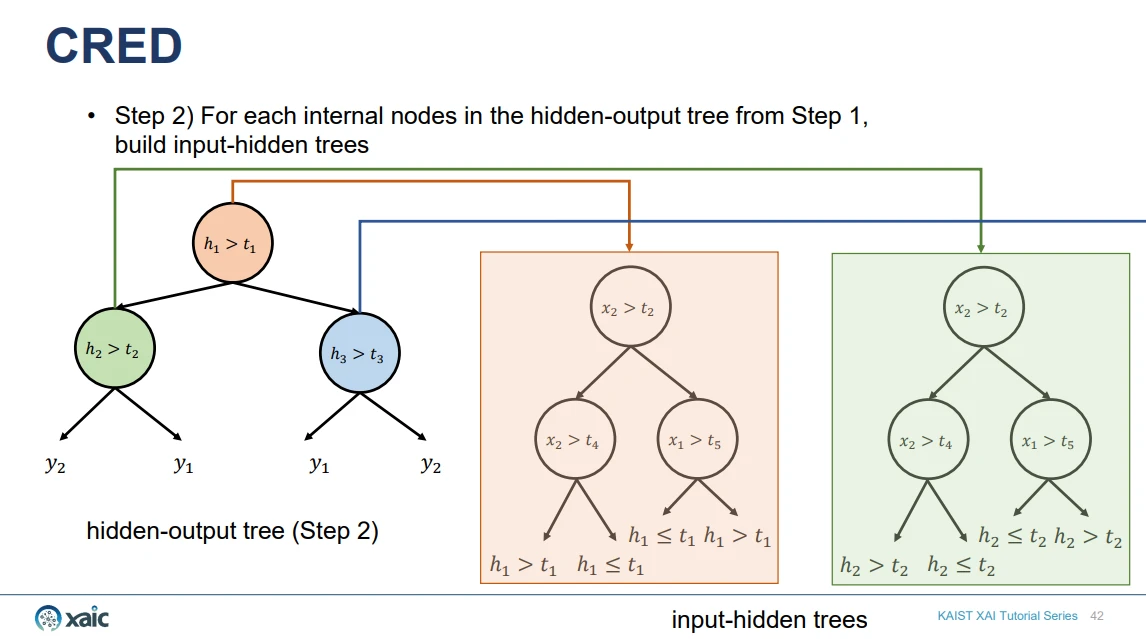 CRED
• Step 2) For each internal nodes in the hidden-output tree from Step 1,
build input-hidden trees
h₁ > t₁
h₂ > t₂
h₃ > t₃
y₂ y₁ y₁ y₂
hidden-output tree (Step 2)
x₂ > t₂
x₂ > t₄ x₁ > t₅
h₁ ≤ t₁ h₁ > t₁
h₁ > t₁ h₁ ≤ t₁
x₂ > t₂
x₂ > t₄ x₁ > t₅
h₂ ≤ t₂ h₂ > t₂
h₂ > t₂ h₂ ≤ t₂
input-hidden trees
xaic
KAIST XAI Tutorial Series 42